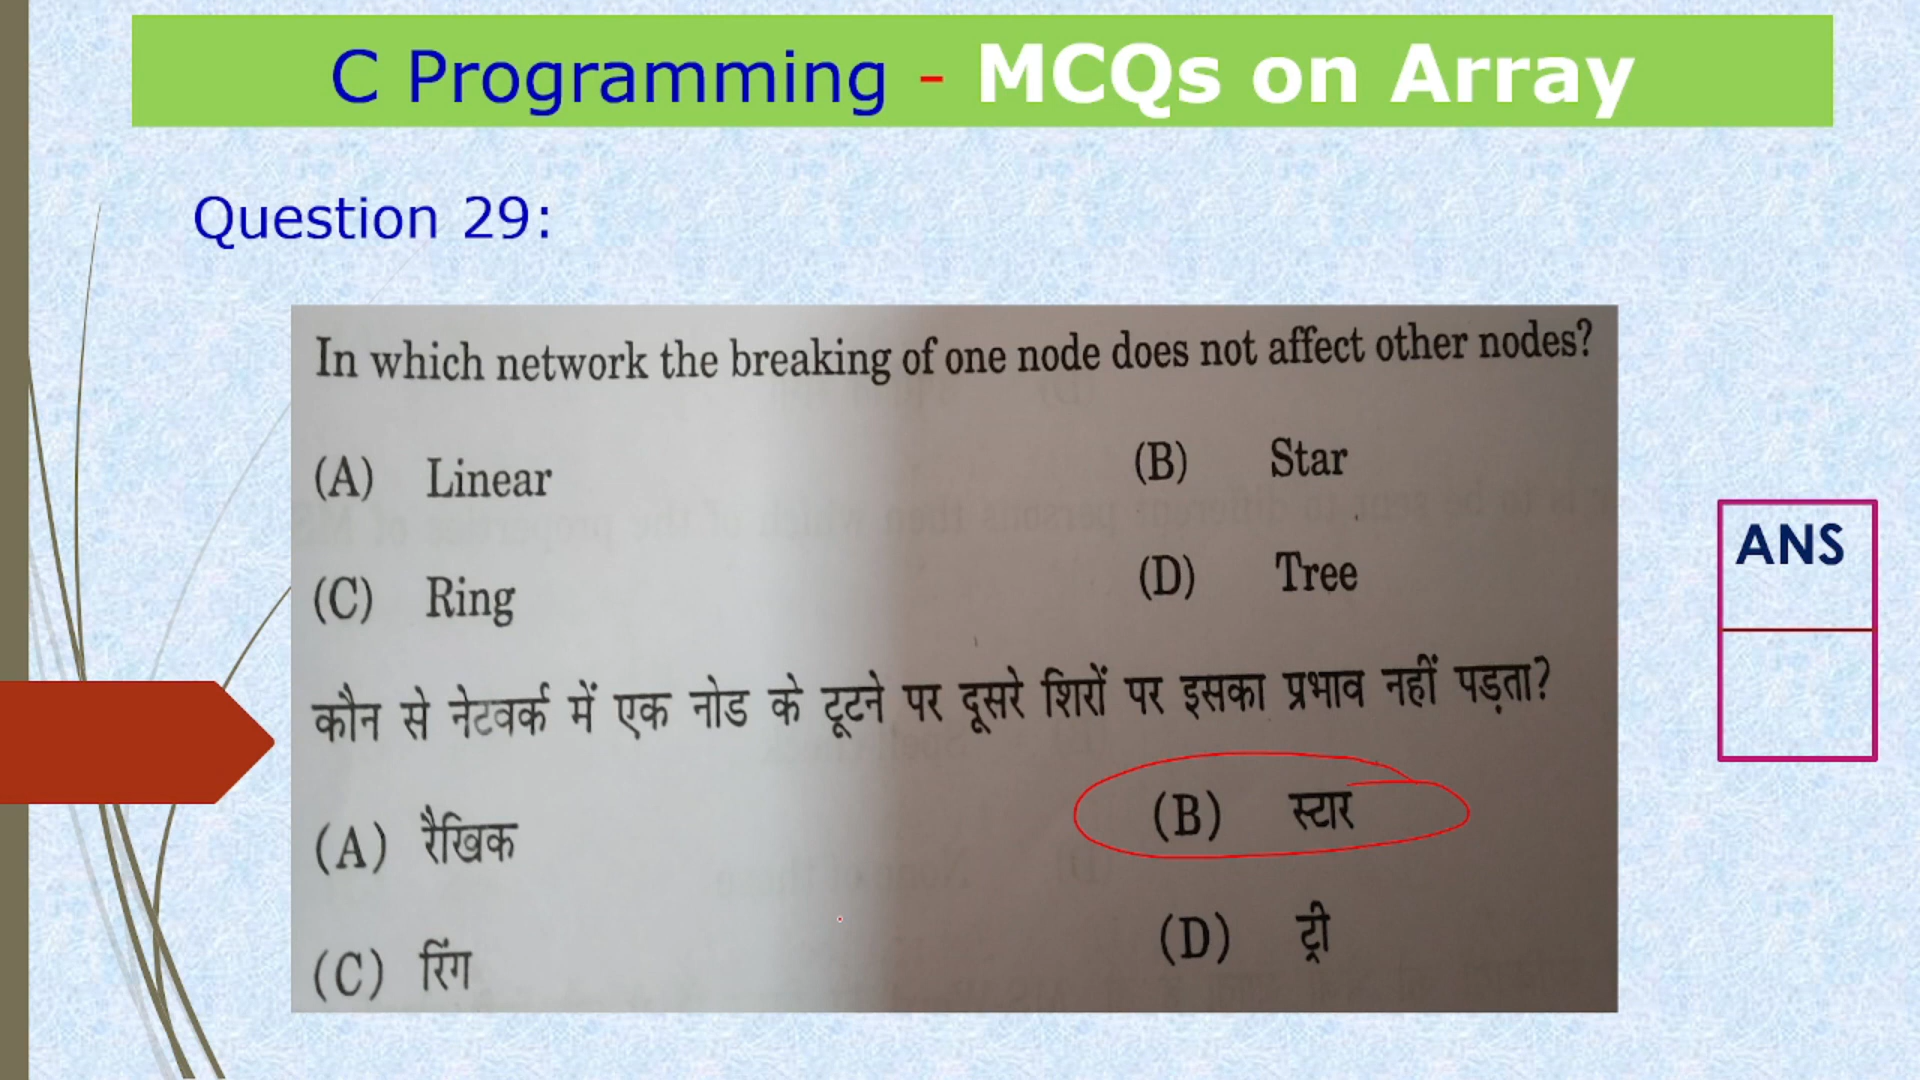 C Programming - MCQs on Array
Question 29:
In which network the breaking of one node does not affect other nodes?
(A) Linear (B) Star
(C) Ring (D) Tree
कौन से नेटवर्क में एक नोड के टूटने पर दूसरे शिरों पर इसका प्रभाव नहीं पड़ता?
(A) रैखिक (B) स्टार
(C) रिंग (D) ट्री
ANS